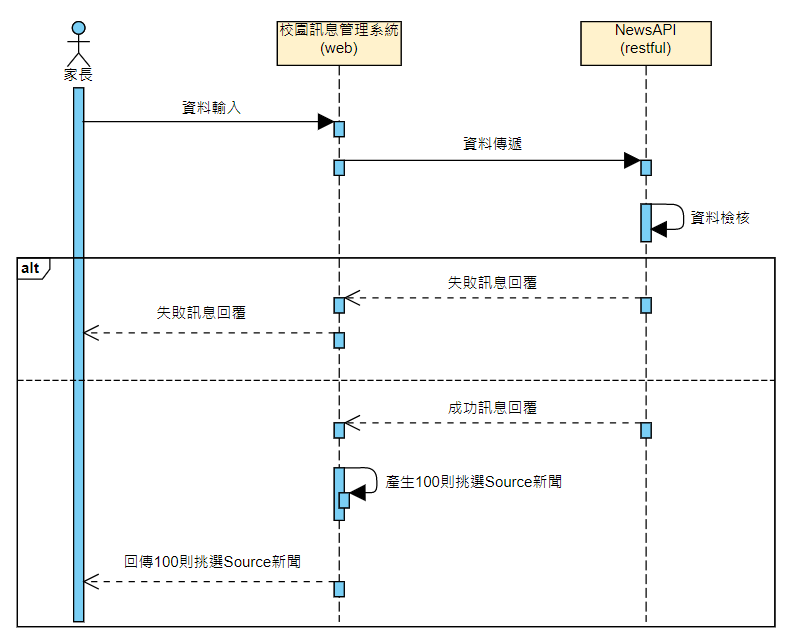 校園訊息管理系統
(web)
NewsAPI
(restful)
家長
資料輸入
資料傳遞
資料檢核
alt
失敗訊息回覆
失敗訊息回覆
成功訊息回覆
產生100則挑選Source新聞
回傳100則挑選Source新聞